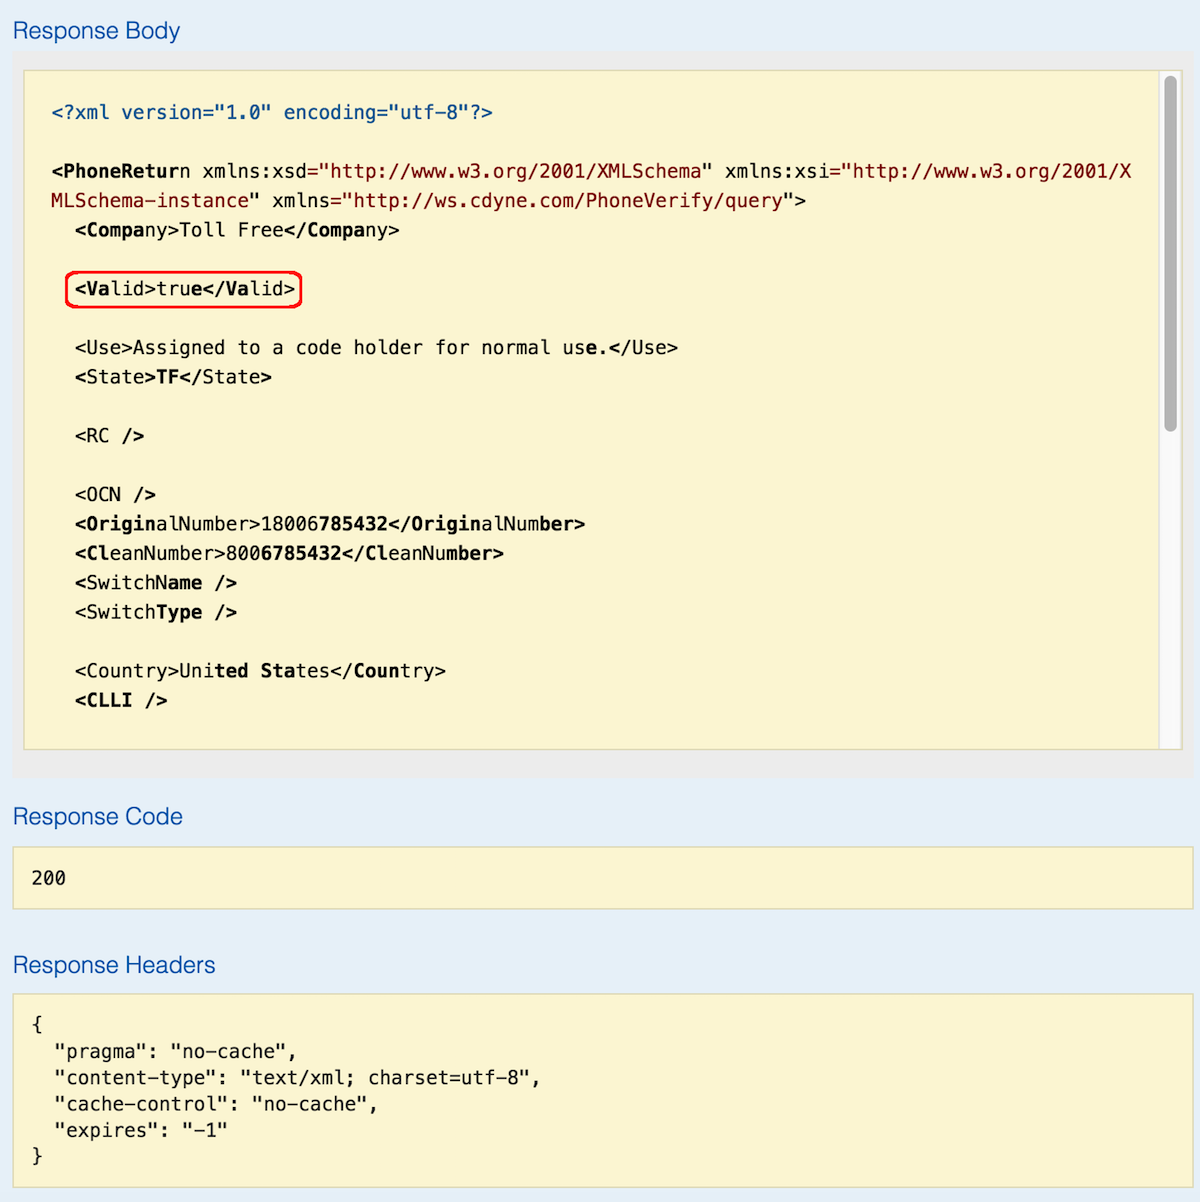 Response Body
<?xml version="1.0" encoding="utf-8"?>
<PhoneReturn xmlns:xsd="http://www.w3.org/2001/XMLSchema" xmlns:xsi="http://www.w3.org/2001/X
MLSchema-instance" xmlns="http://ws.cdyne.com/PhoneVerify/query">
<Company>Toll Free</Company>
<Valid>true</Valid>
<Use>Assigned to a code holder for normal use.</Use>
<State>TF</State>
<RC />
<OCN />
<OriginalNumber>18006785432</OriginalNumber>
<CleanNumber>8006785432</CleanNumber>
<SwitchName />
<SwitchType />
<Country>United States</Country>
<CLLI />
Response Code
200
Response Headers
{
"pragma": "no-cache",
"content-type": "text/xml; charset=utf-8",
"cache-control": "no-cache",
"expires": "-1"
}